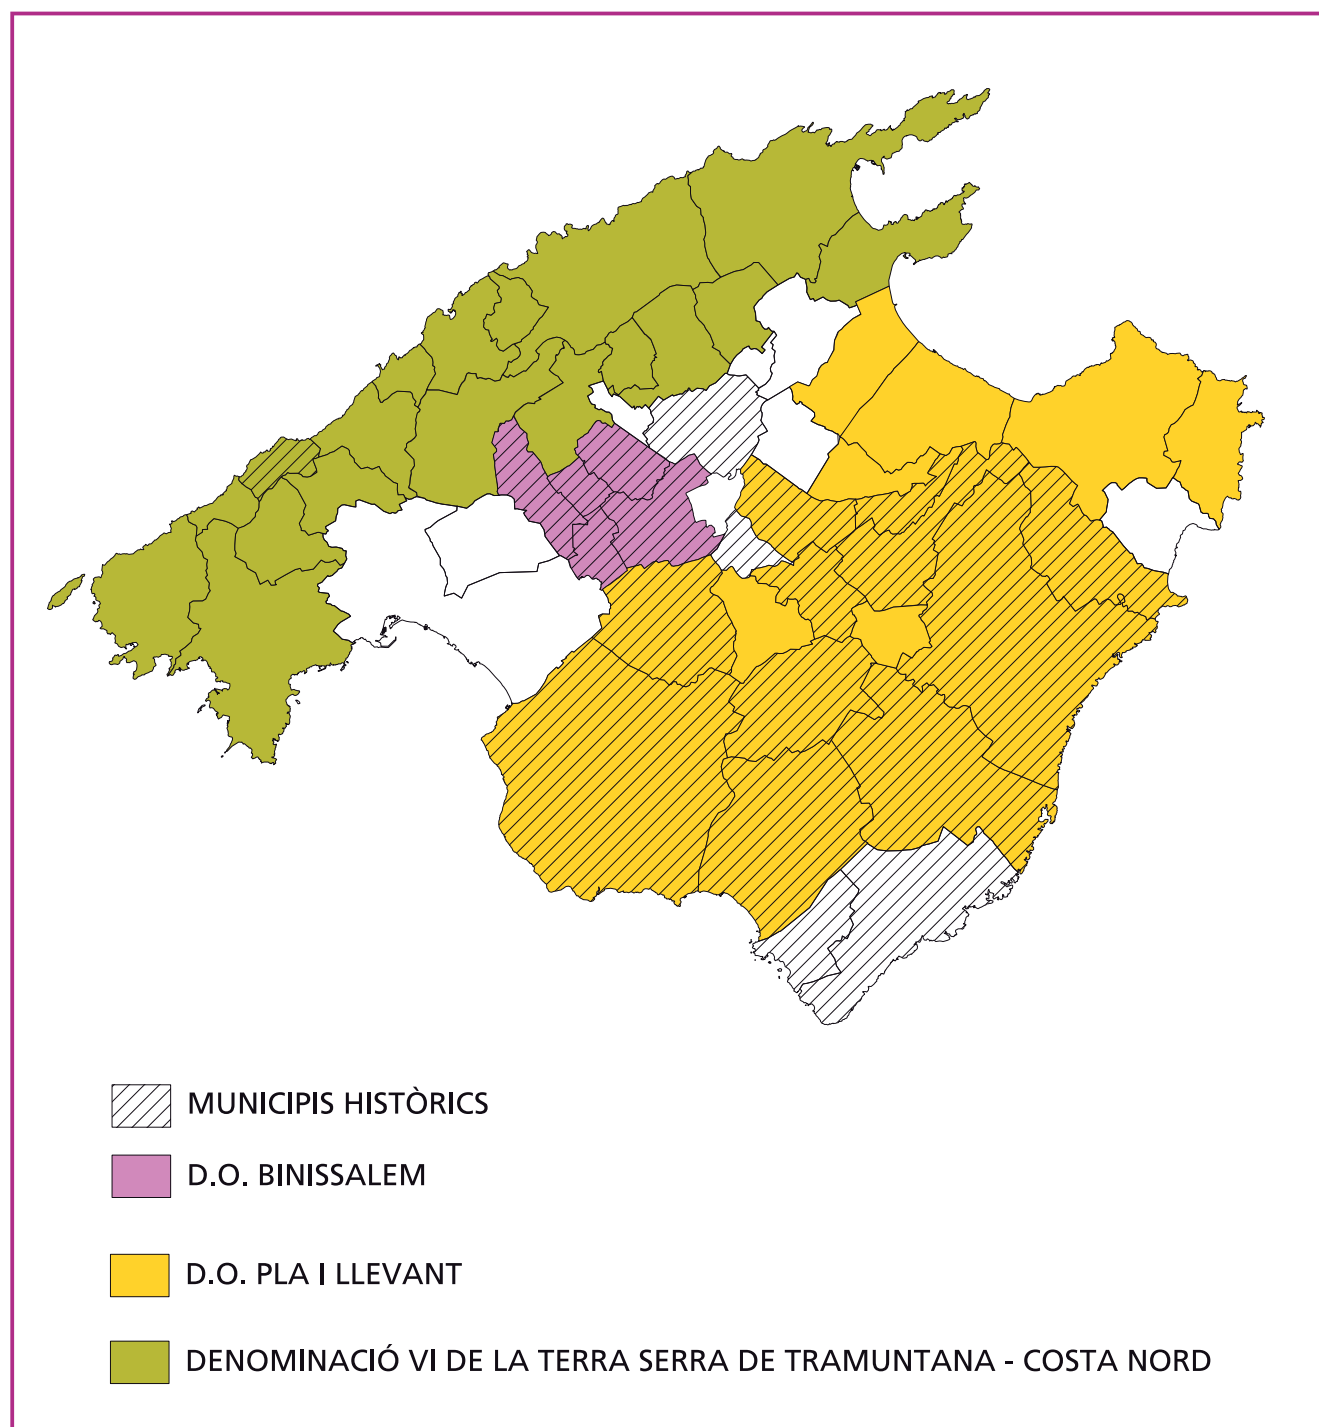 MUNICIPIS HISTÒRICS
D.O. BINISSALEM
D.O. PLA I LLEVANT
DENOMINACIÓ VI DE LA TERRA SERRA DE TRAMUNTANA - COSTA NORD